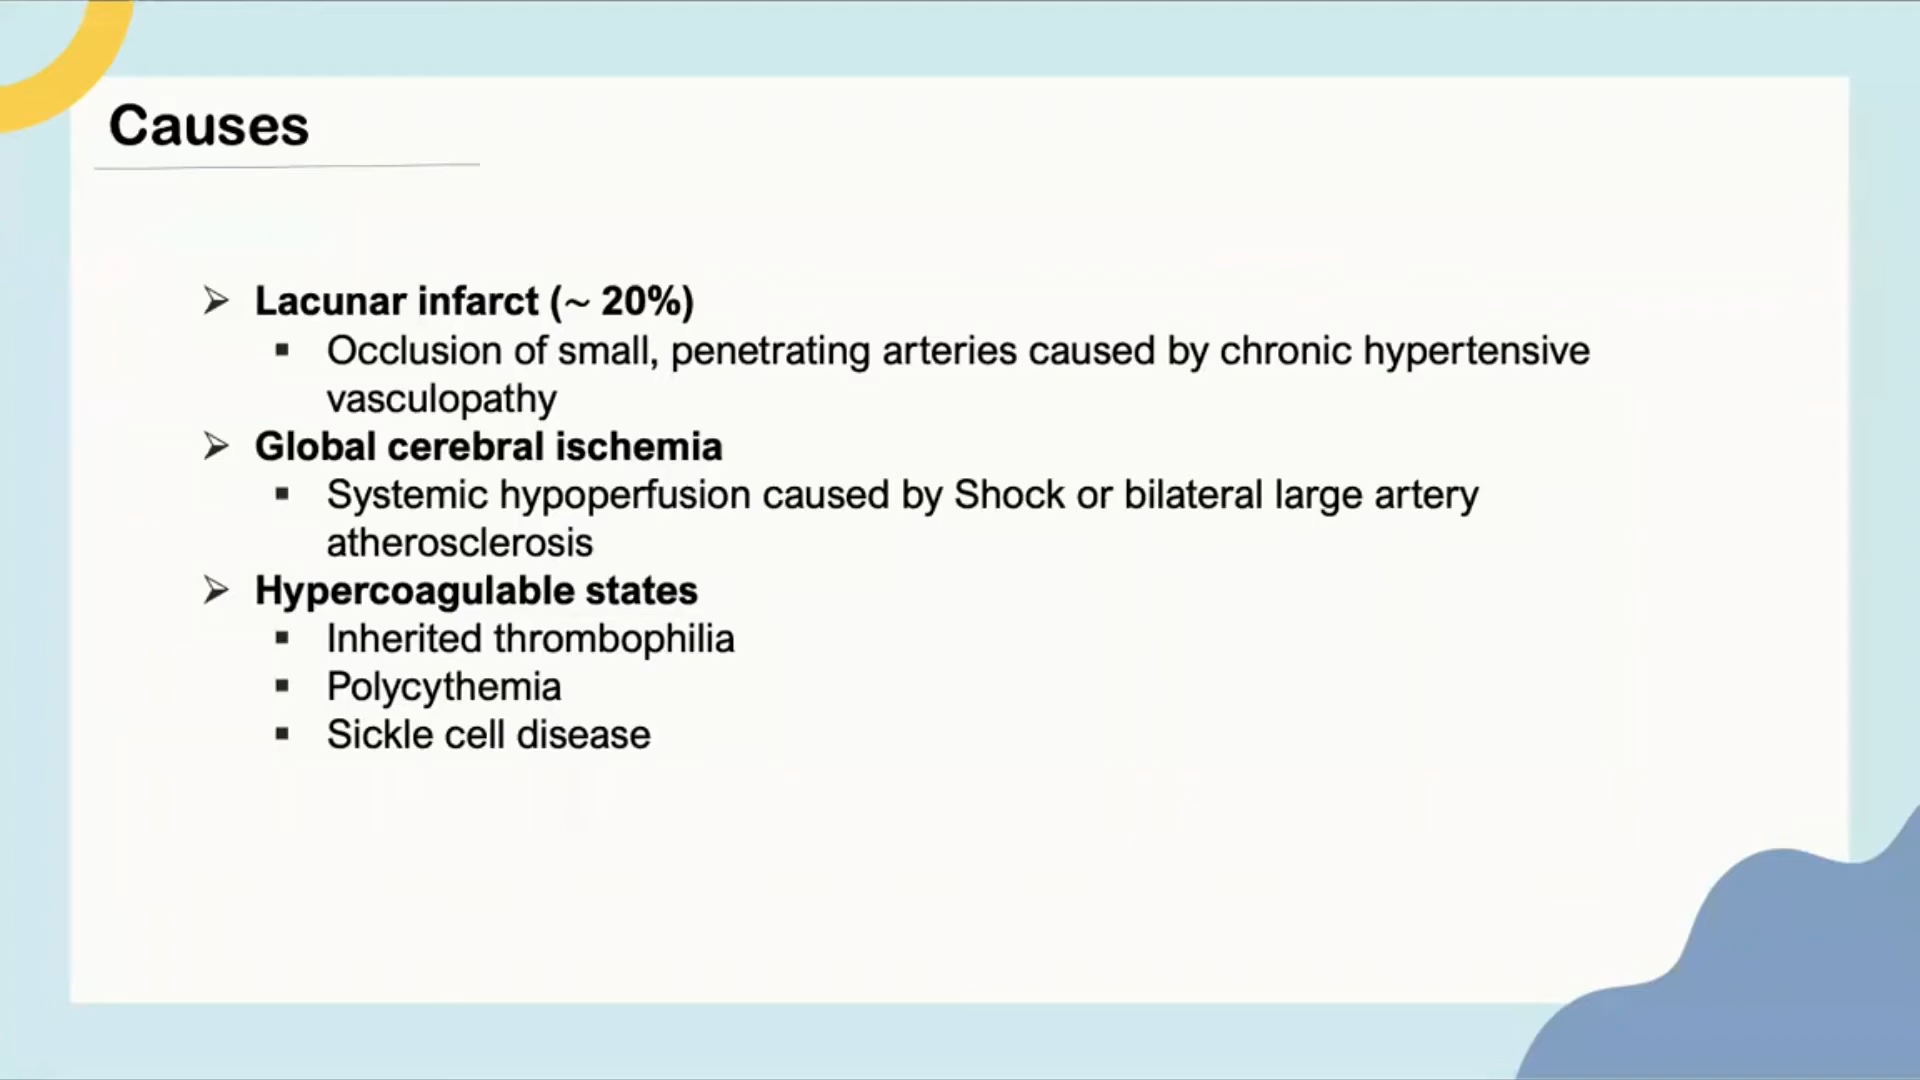 Causes
➢ Lacunar infarct (~ 20%)
▪ Occlusion of small, penetrating arteries caused by chronic hypertensive
vasculopathy
➢ Global cerebral ischemia
▪ Systemic hypoperfusion caused by Shock or bilateral large artery
atherosclerosis
➢ Hypercoagulable states
▪ Inherited thrombophilia
▪ Polycythemia
▪ Sickle cell disease